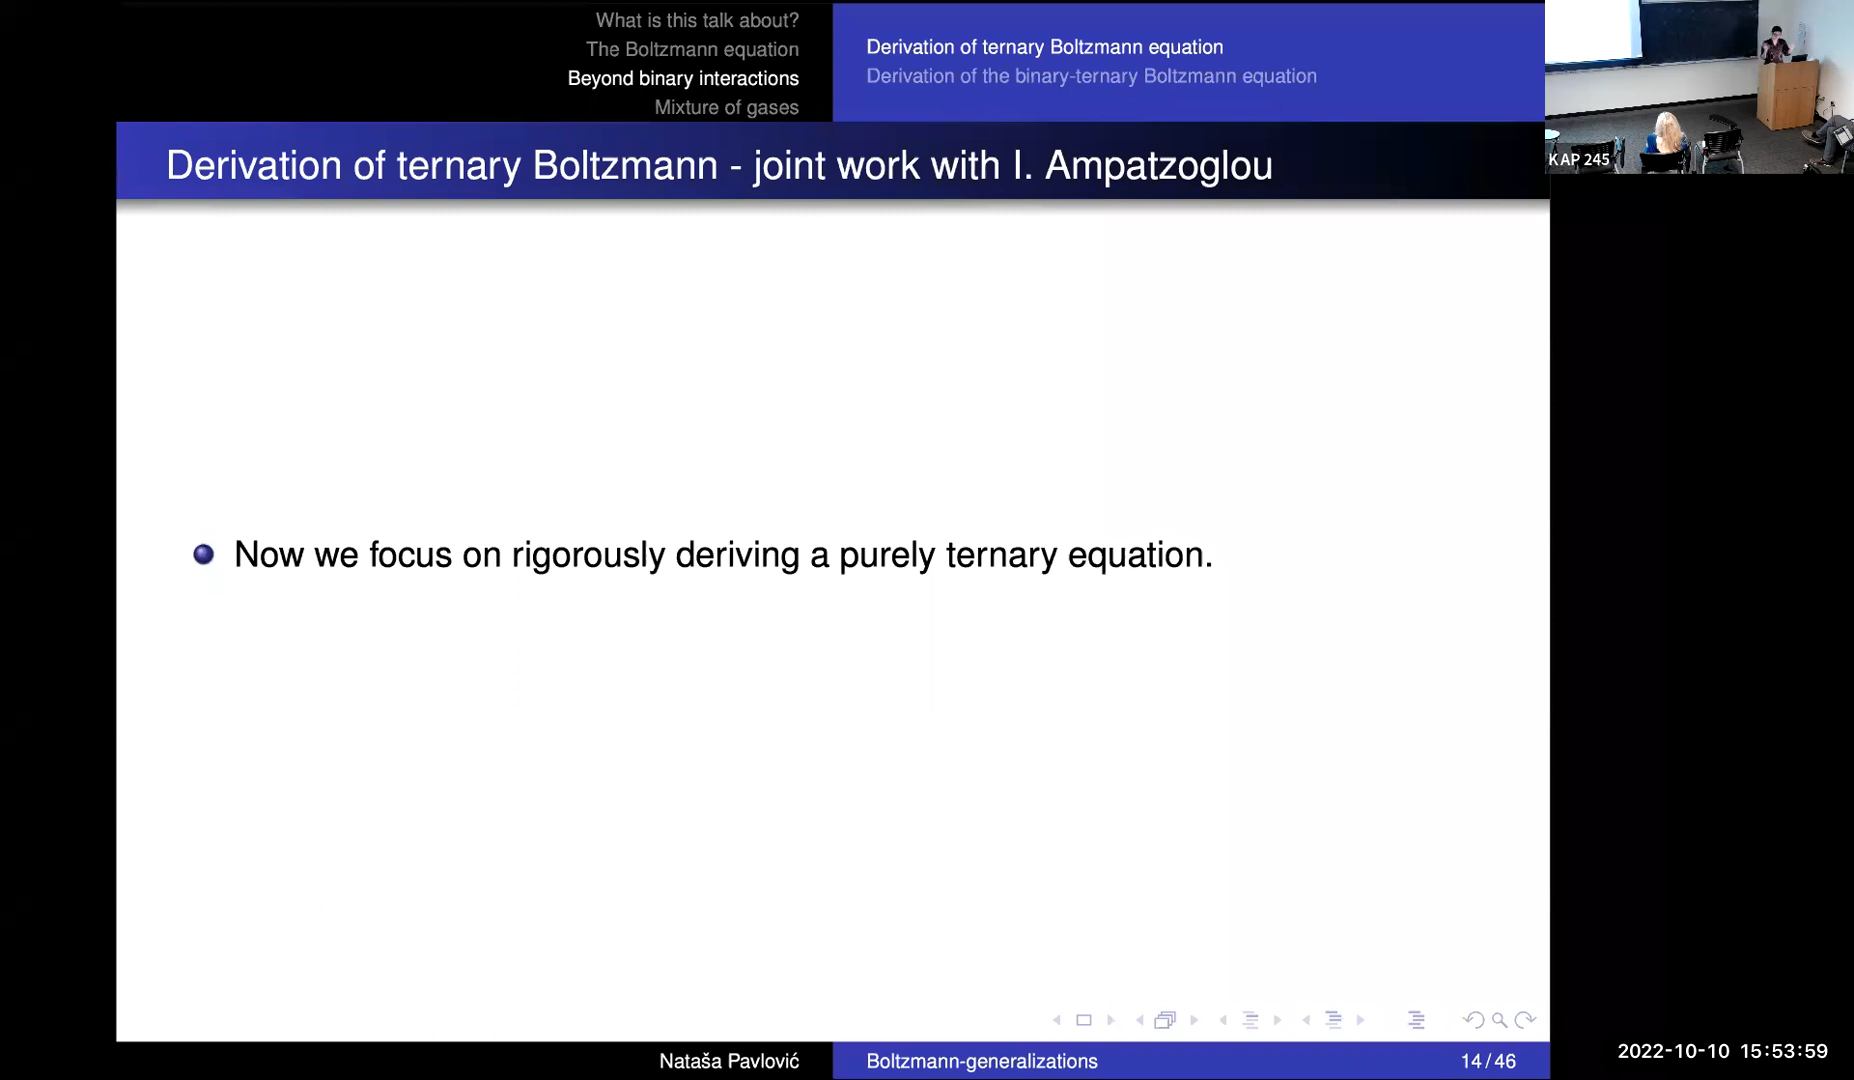 What is this talk about?
The Boltzmann equation
Beyond binary interactions
Mixture of gases
Derivation of ternary Boltzmann equation
Derivation of the binary-ternary Boltzmann equation
KAP 245
Derivation of ternary Boltzmann - joint work with I. Ampatzoglou
Now we focus on rigorously deriving a purely ternary equation.
Nataša Pavlović
Boltzmann-generalizations
14 / 46
2022-10-10 15:53:59